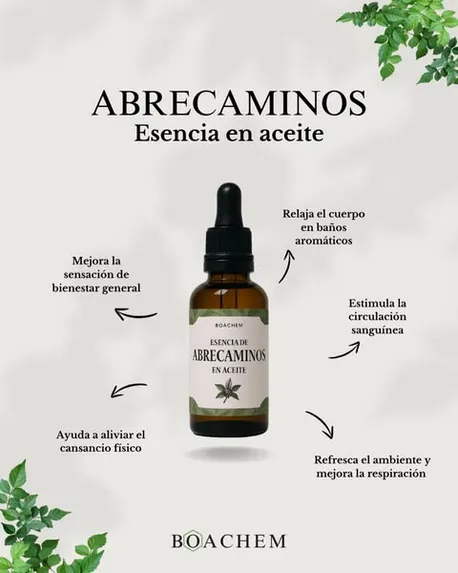 ABRECAMINOS
Esencia en aceite
Relaja el cuerpo
en baños
aromáticos
Mejora la
sensación de
bienestar general
Estimula la
circulación
sanguínea
BOACHEM
ESENCIA DE
ABRECAMINOS
EN ACEITE
Ayuda a aliviar el
cansancio físico
Refresca el ambiente y
mejora la respiración
BOACHEM